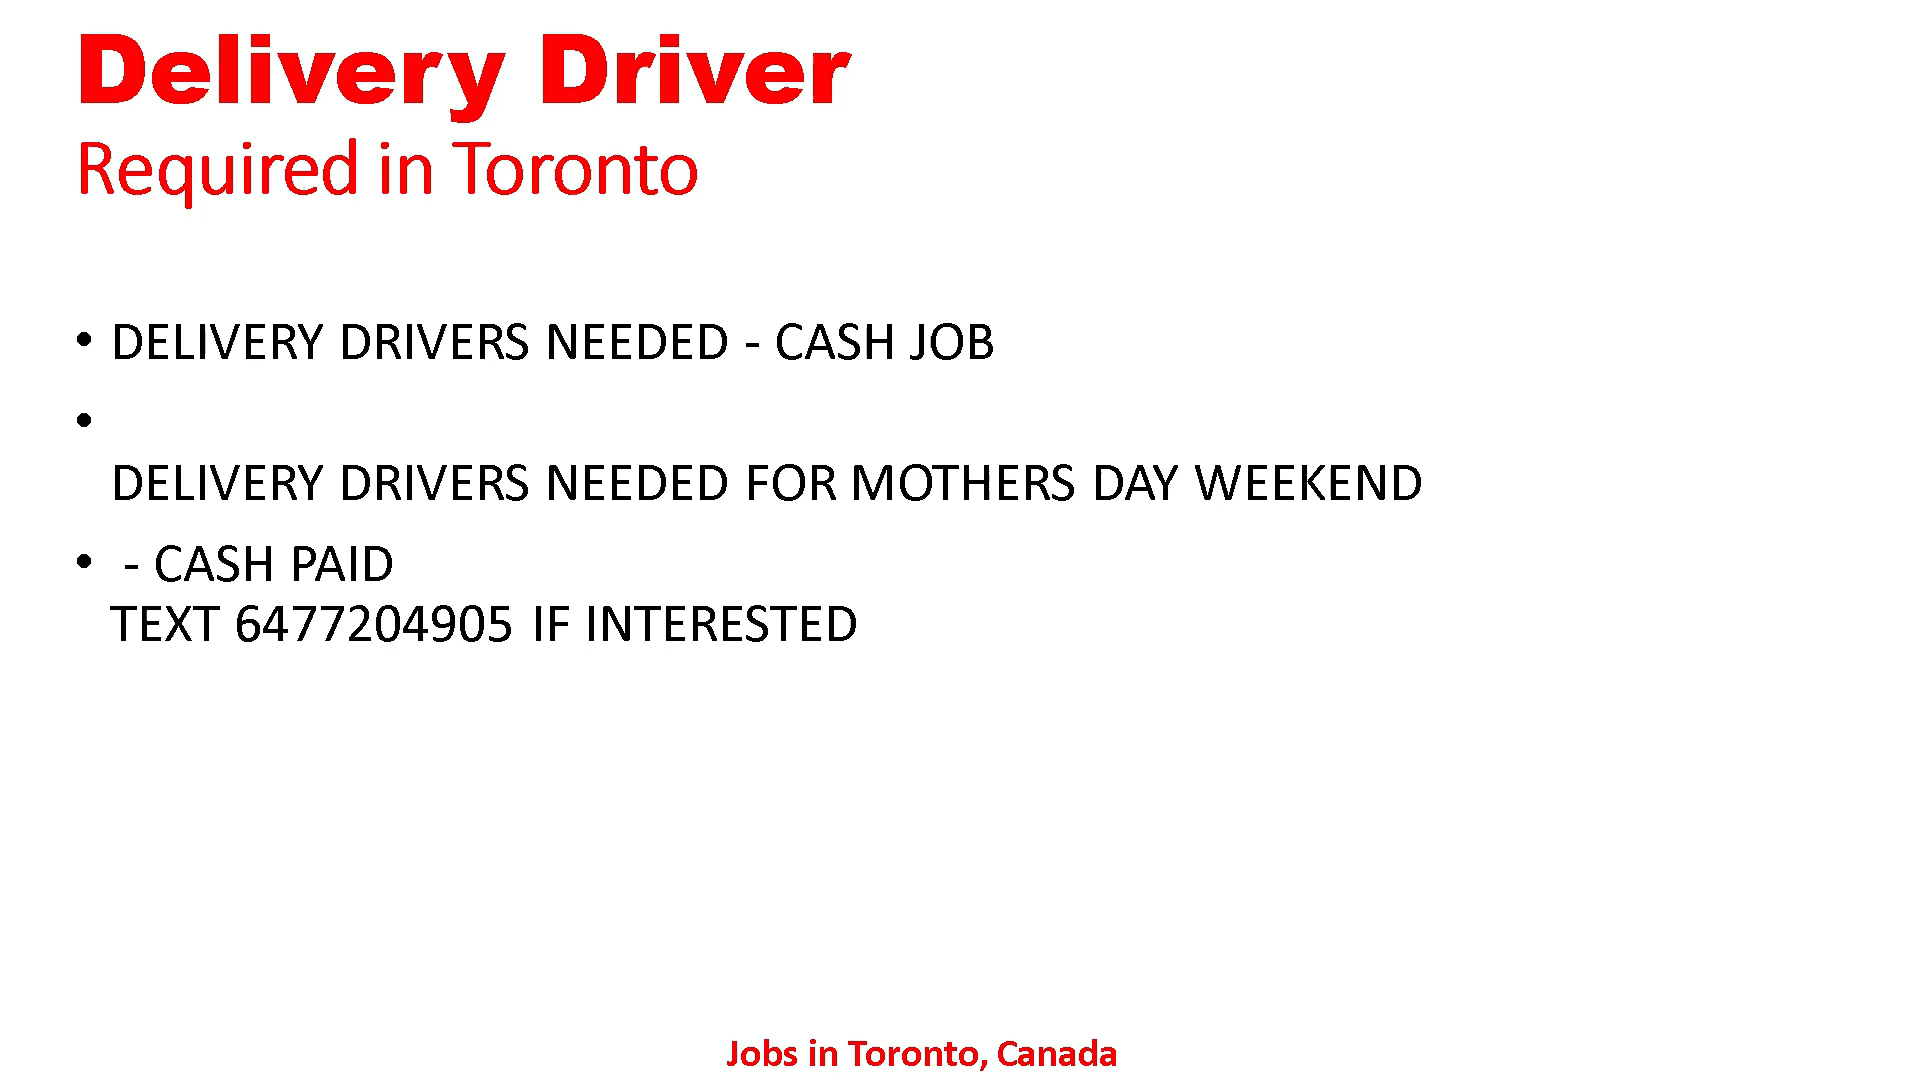 Delivery Driver
Required in Toronto
• DELIVERY DRIVERS NEEDED - CASH JOB
•
DELIVERY DRIVERS NEEDED FOR MOTHERS DAY WEEKEND
• - CASH PAID
TEXT 6477204905 IF INTERESTED
Jobs in Toronto, Canada